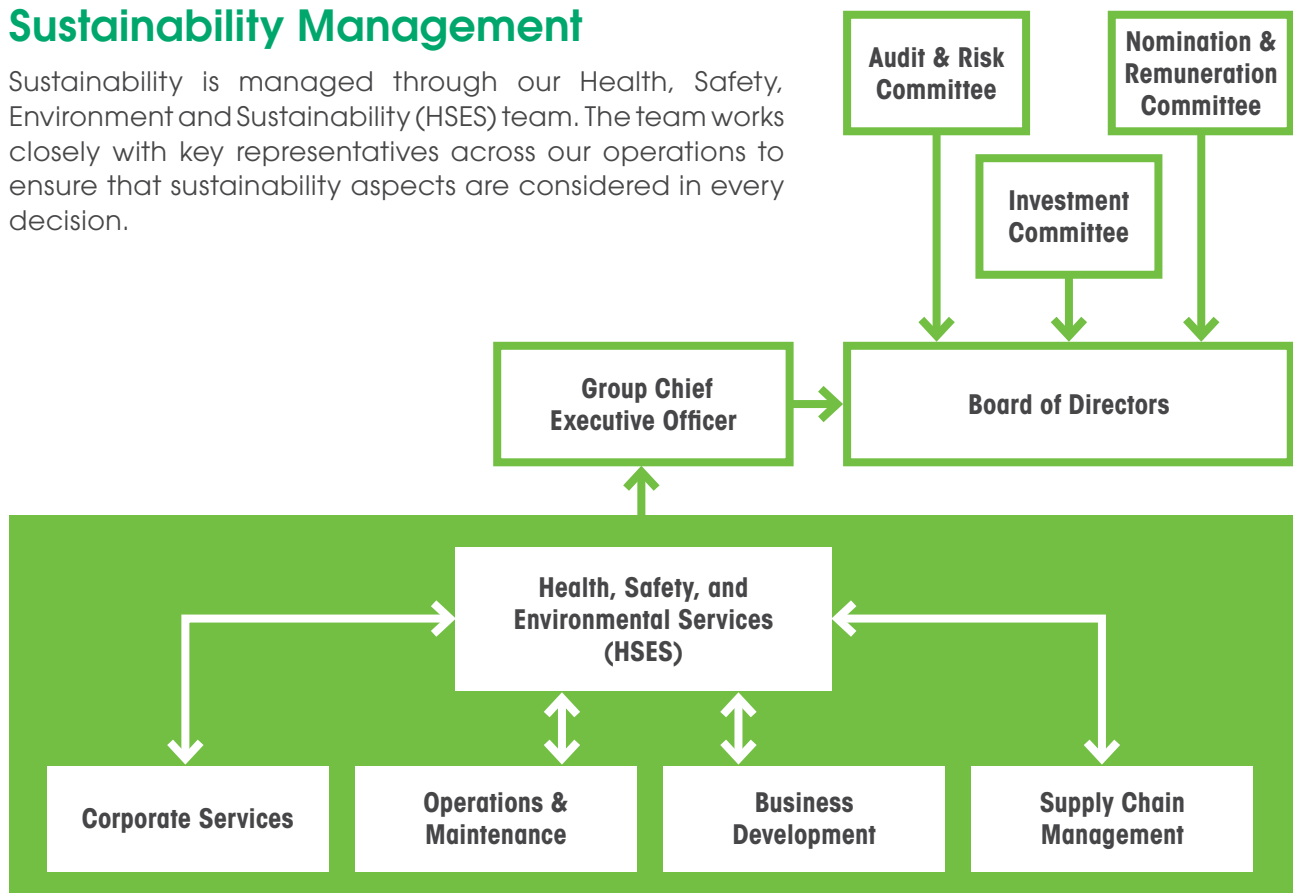 Sustainability Management
Sustainability is managed through our Health, Safety,
Environment and Sustainability (HSES) team. The team works
closely with key representatives across our operations to
ensure that sustainability aspects are considered in every
decision.
Audit & Risk
Committee
Nomination &
Remuneration
Committee
Investment
Committee
Group Chief
Executive Officer
Board of Directors
Health, Safety, and
Environmental Services
(HSES)
Corporate Services
Operations &
Maintenance
Business
Development
Supply Chain
Management